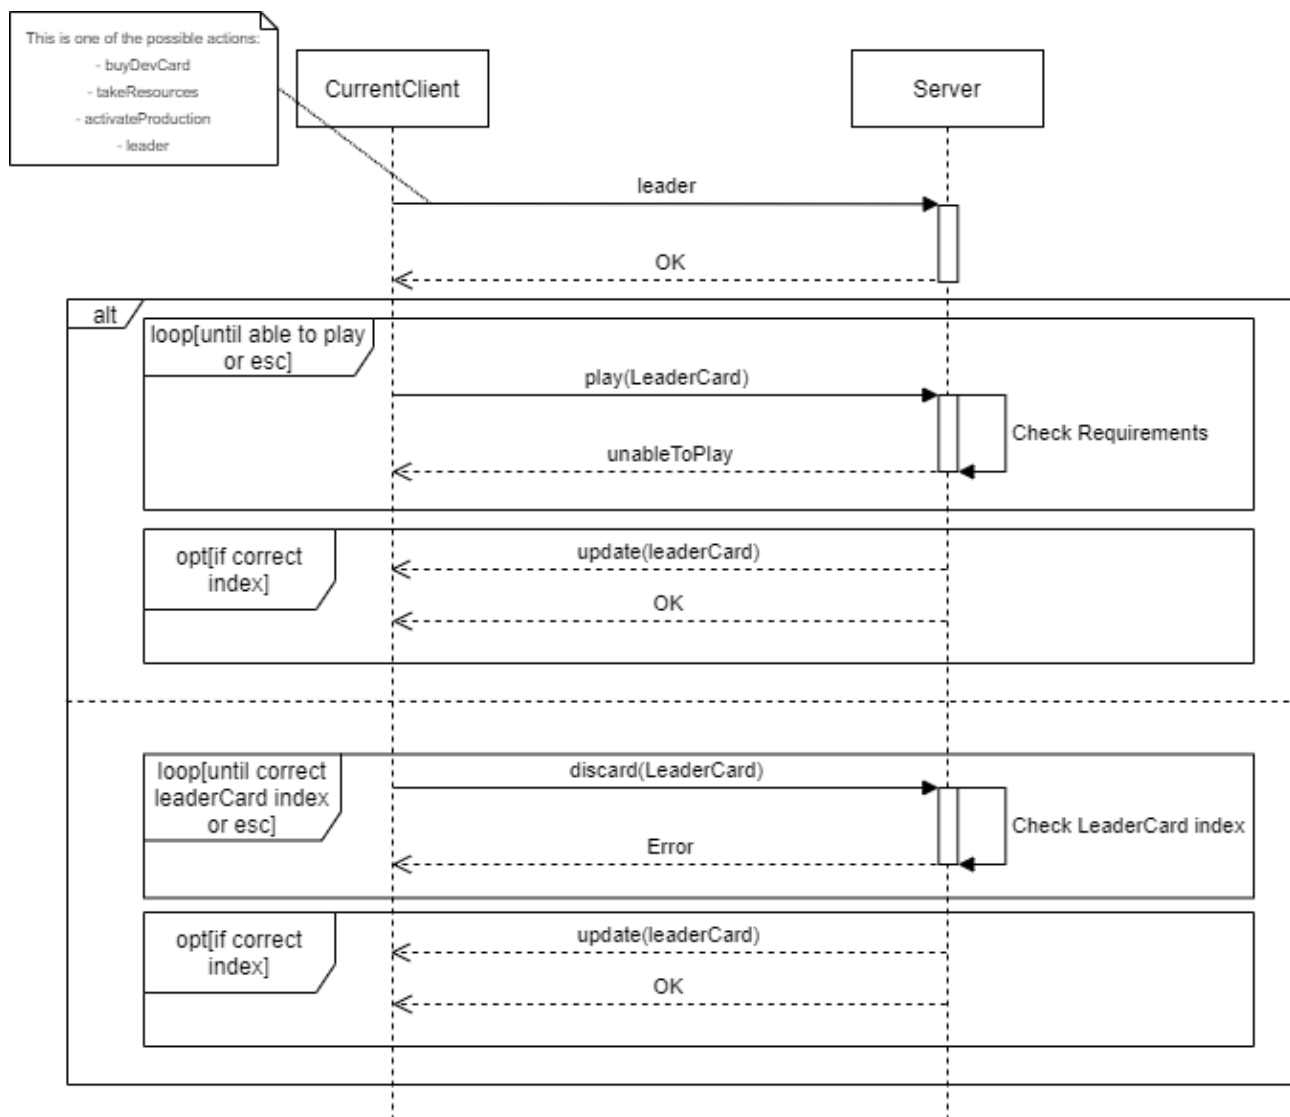 This is one of the possible actions:
- buyDevCard
- takeResources
- activateProduction
- leader
CurrentClient
Server
leader
OK
alt
loop[until able to play
or esc]
play(LeaderCard)
Check Requirements
unableToPlay
opt[if correct
index]
update(leaderCard)
OK
loop[until correct
leaderCard index
or esc]
discard(LeaderCard)
Check LeaderCard index
Error
opt[if correct
index]
update(leaderCard)
OK